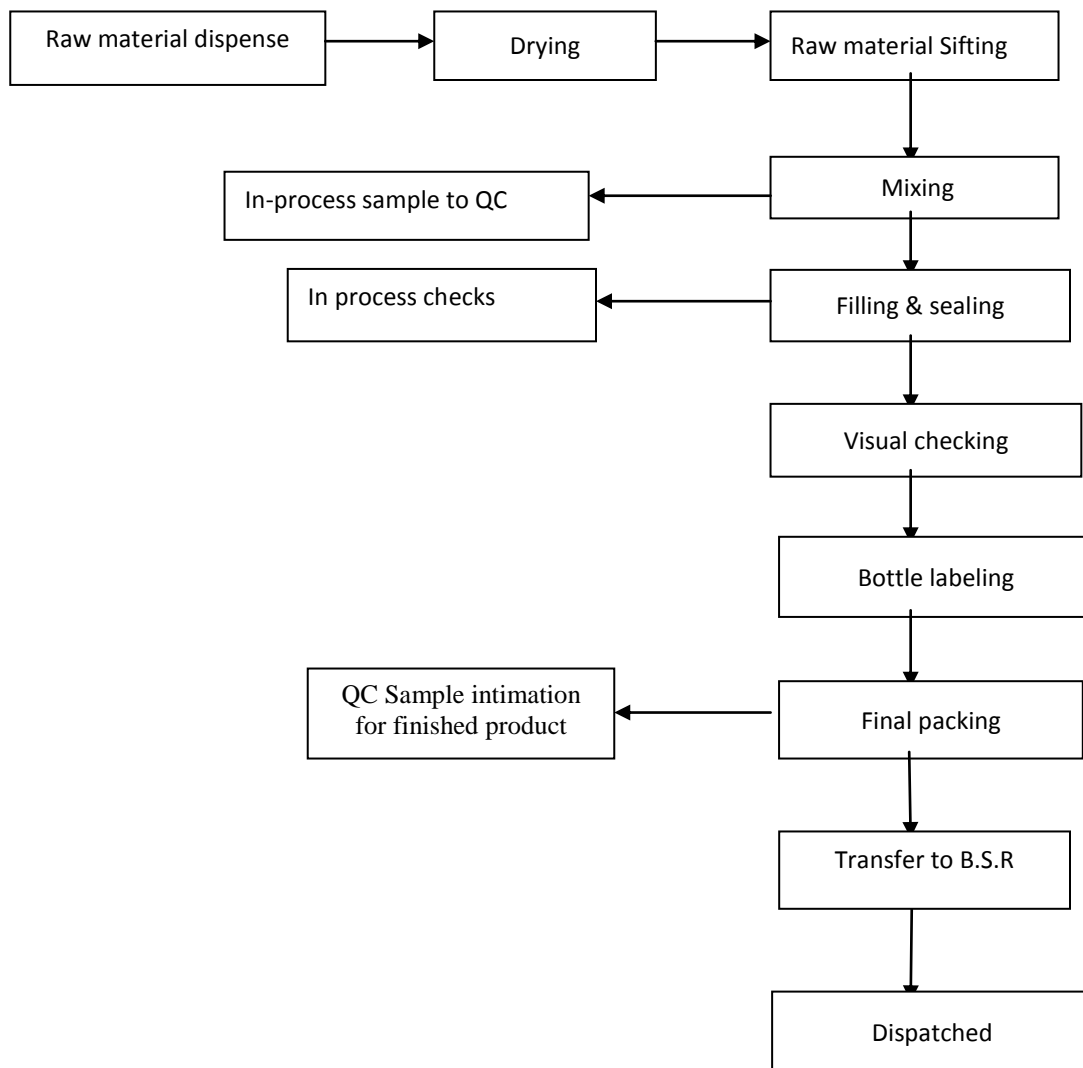 Raw material dispense
Drying
Raw material Sifting
Mixing
In-process sample to QC
Filling & sealing
In process checks
Visual checking
Bottle labeling
Final packing
QC Sample intimation
for finished product
Transfer to B.S.R
Dispatched